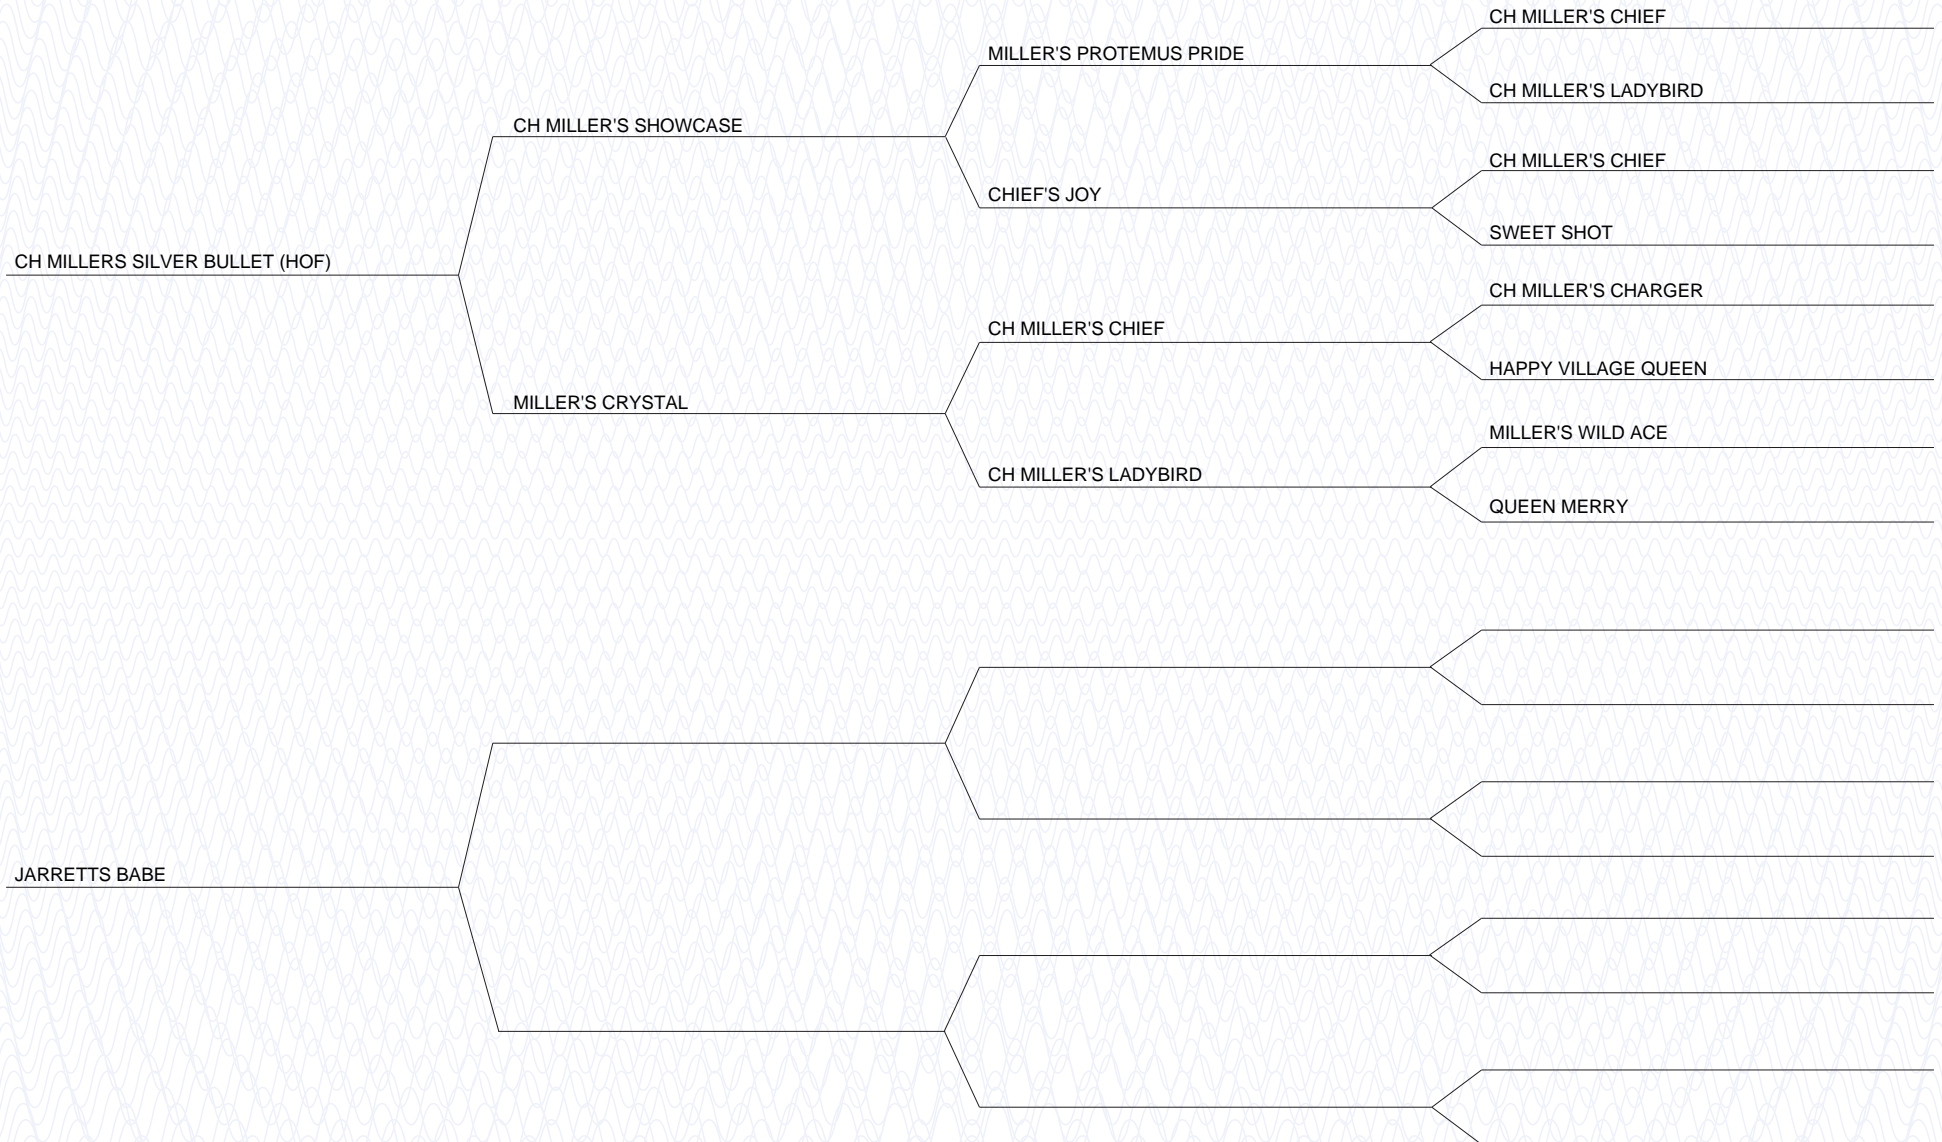 CH MILLER'S CHIEF
MILLER'S PROTEMUS PRIDE
CH MILLER'S LADYBIRD
CH MILLER'S SHOWCASE
CH MILLER'S CHIEF
CHIEF'S JOY
SWEET SHOT
CH MILLERS SILVER BULLET (HOF)
CH MILLER'S CHARGER
CH MILLER'S CHIEF
HAPPY VILLAGE QUEEN
MILLER'S CRYSTAL
MILLER'S WILD ACE
CH MILLER'S LADYBIRD
QUEEN MERRY
JARRETTS BABE